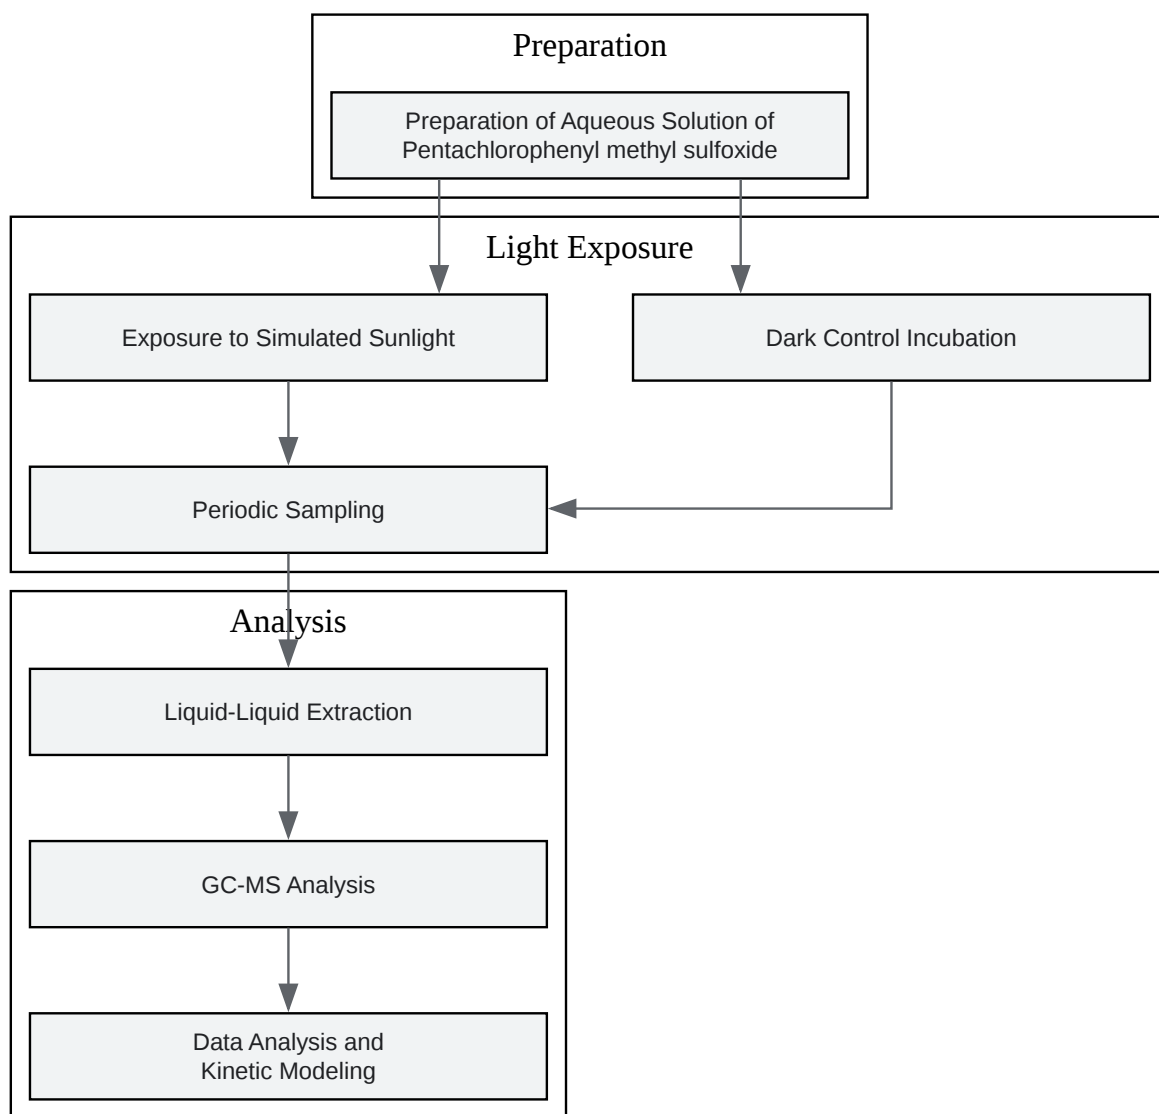 Preparation
Preparation of Aqueous Solution of
Pentachlorophenyl methyl sulfoxide
Light Exposure
Exposure to Simulated Sunlight
Dark Control Incubation
Periodic Sampling
Analysis
Liquid-Liquid Extraction
GC-MS Analysis
Data Analysis and
Kinetic Modeling